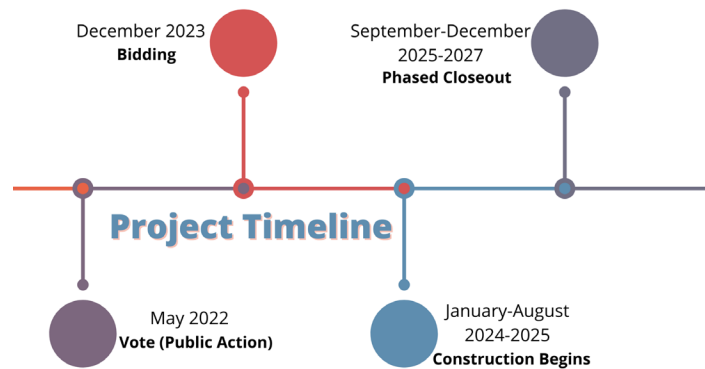 December 2023
Bidding
September-December
2025-2027
Phased Closeout
Project Timeline
May 2022
Vote (Public Action)
January-August
2024-2025
Construction Begins